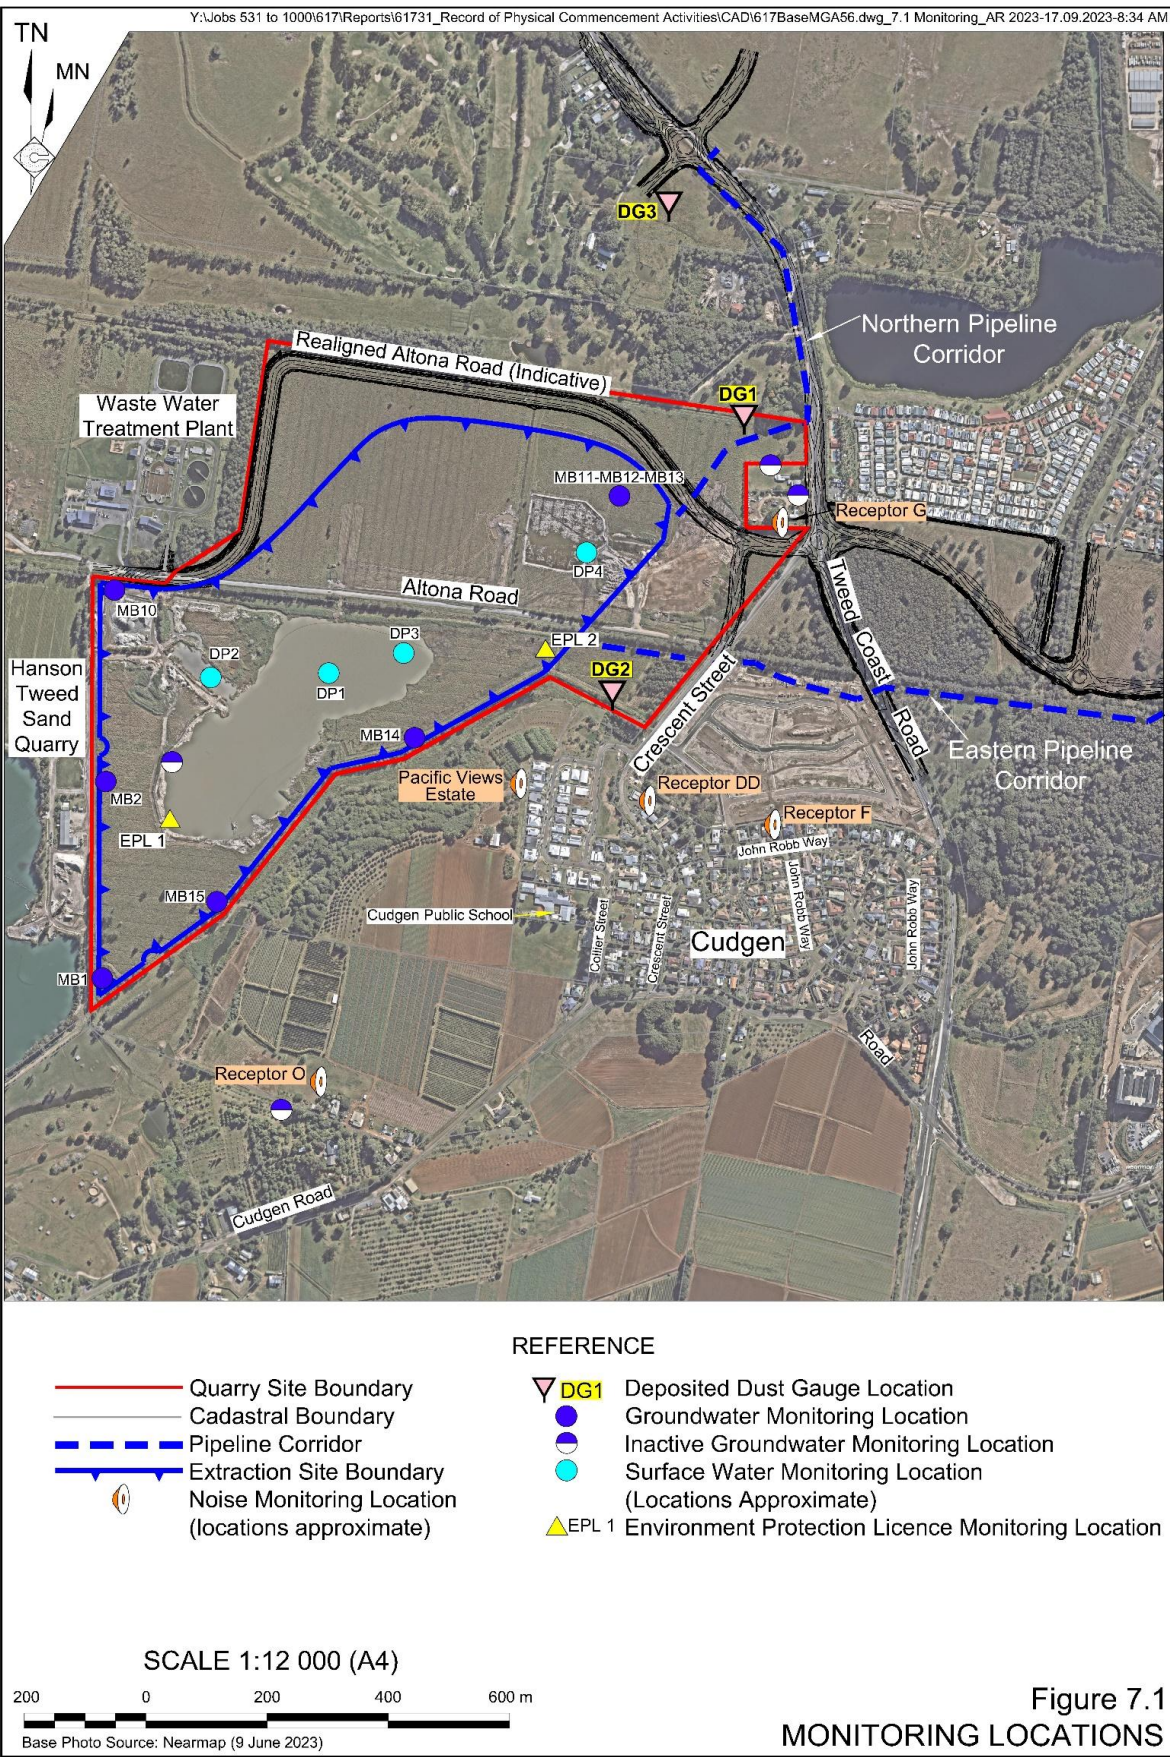 Y:\Jobs 531 to 1000\617\Reports\61731_Record of Physical Commencement Activities\CAD\617BaseMGA56.dwg_7.1 Monitoring_AR 2023-17.09.2023-8:34 AM
TN
MN
DG3
Northern Pipeline
Corridor
Realigned Altona Road (Indicative)
Waste Water
Treatment Plant
DG1
MB11-MB12-MB13
Receptor G
DP4
Altona Road
MB10
Tweed Coast Road
DP3
EPL 2
DP2
DP1
DG2
Hanson
Tweed
Sand
Quarry
Crescent Street
MB14
Eastern Pipeline
Corridor
Pacific Views
Estate
Receptor DD
MB2
Receptor F
EPL 1
John Robb Way
John Robb Way
John Robb Way
MB15
Cudgen Public School
Collier Street
Crescent Street
Cudgen
MB1
Road
Receptor O
Cudgen Road
REFERENCE
Quarry Site Boundary
Cadastral Boundary
Pipeline Corridor
Extraction Site Boundary
Noise Monitoring Location
(locations approximate)
DG1 Deposited Dust Gauge Location
Groundwater Monitoring Location
Inactive Groundwater Monitoring Location
Surface Water Monitoring Location
(Locations Approximate)
EPL 1 Environment Protection Licence Monitoring Location
SCALE 1:12 000 (A4)
200 0 200 400 600 m
Base Photo Source: Nearmap (9 June 2023)
Figure 7.1
MONITORING LOCATIONS